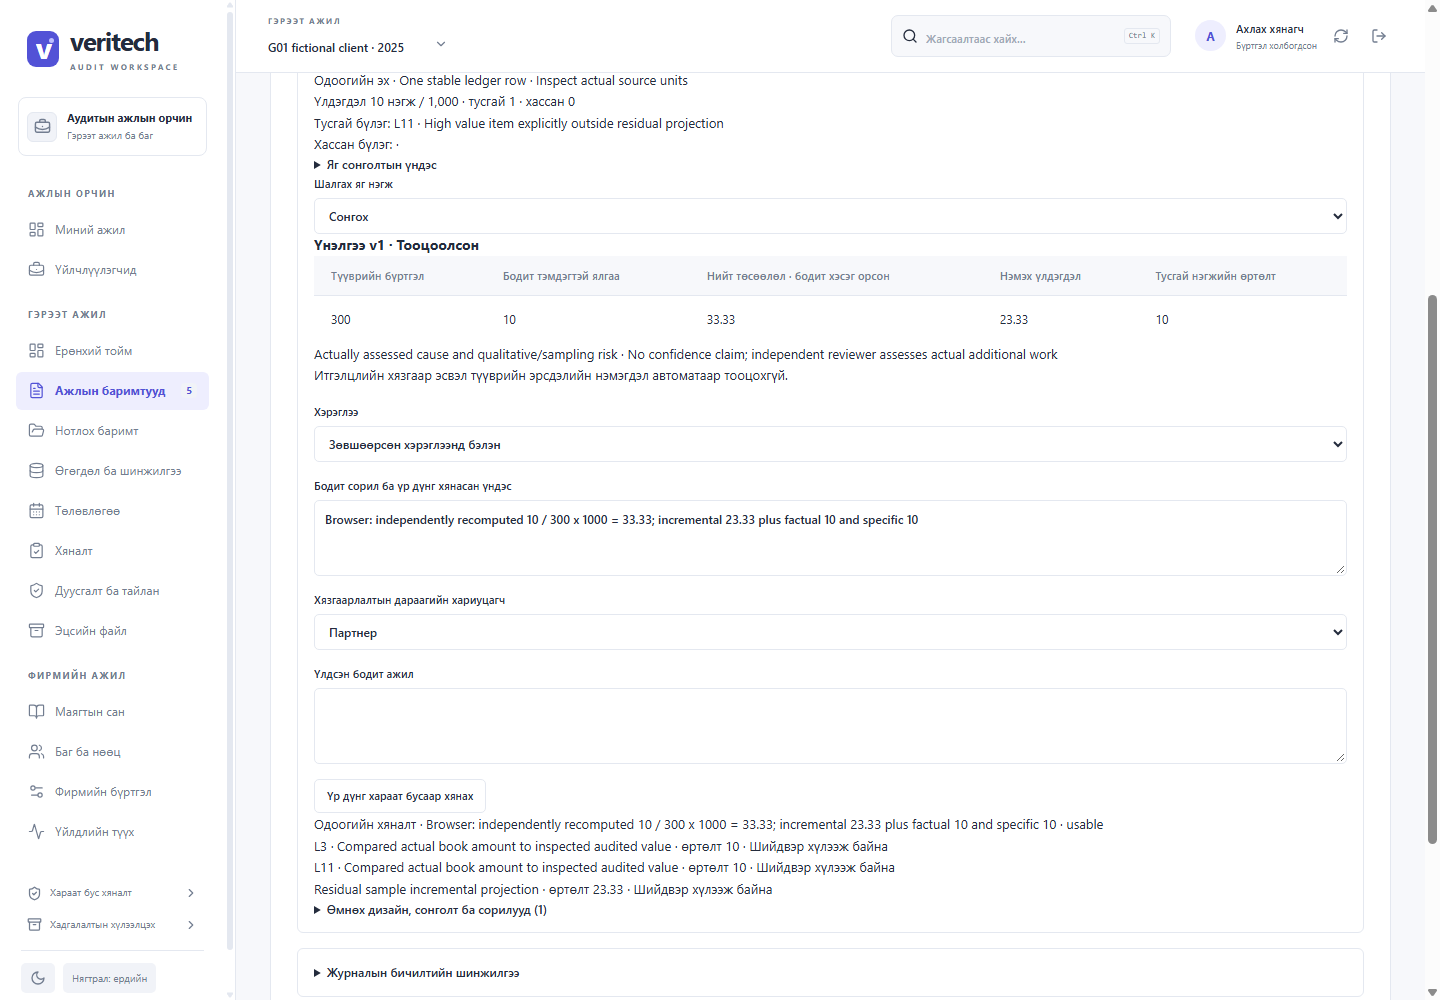 veritech
AUDIT WORKSPACE
Аудитын ажлын орчин
Гэрээт ажил ба баг
АЖЛЫН ОРЧИН
Миний ажил
Үйлчлүүлэгчид
ГЭРЭЭТ АЖИЛ
Ерөнхий тойм
Ажлын баримтууд 5
Нотлох баримт
Өгөгдөл ба шинжилгээ
Төлөвлөгөө
Хяналт
Дуусгалт ба тайлан
Эцсийн файл
ФИРМИЙН АЖИЛ
Маягтын сан
Баг ба нөөц
Фирмийн бүртгэл
Үйлдлийн түүх
Хараат бус хяналт
Хадгалалтын хүлээлцэх
Нягтрал: ердийн
ГЭРЭЭТ АЖИЛ
G01 fictional client · 2025
Жагсаалтаас хайх...
Ctrl K
А
Ахлах хянагч
Бүртгэл холбогдсон
Одоогийн эх · One stable ledger row · Inspect actual source units
Үлдэгдэл 10 нэгж / 1,000 · тусгай 1 · хассан 0
Тусгай бүлэг: L11 · High value item explicitly outside residual projection
Хассан бүлэг: ·
Яг сонголтын үндэс
Шалгах яг нэгж
Сонгох
Үнэлгээ v1 · Тооцоолсон
Түүврийн бүртгэл Бодит тэмдэгтэй ялгаа Нийт төсөөлөл · бодит хэсэг орсон Нэмэх үлдэгдэл Тусгай нэгжийн өртөлт
300 10 33.33 23.33 10
Actually assessed cause and qualitative/sampling risk · No confidence claim; independent reviewer assesses actual additional work
Итгэлцлийн хязгаар эсвэл түүврийн эрсдэлийн нэмэгдэл автоматаар тооцохгүй.
Хэрэглээ
Зөвшөөрсөн хэрэглээнд бэлэн
Бодит сорил ба үр дүнг хянасан үндэс
Browser: independently recomputed 10 / 300 x 1000 = 33.33; incremental 23.33 plus factual 10 and specific 10
Хязгаарлалтын дараагийн хариуцагч
Партнер
Үлдсэн бодит ажил
Үр дүнг хараат бусаар хянах
Одоогийн хяналт · Browser: independently recomputed 10 / 300 x 1000 = 33.33; incremental 23.33 plus factual 10 and specific 10 · usable
L3 · Compared actual book amount to inspected audited value · өртөлт 10 · Шийдвэр хүлээж байна
L11 · Compared actual book amount to inspected audited value · өртөлт 10 · Шийдвэр хүлээж байна
Residual sample incremental projection · өртөлт 23.33 · Шийдвэр хүлээж байна
Өмнөх дизайн, сонголт ба сорилууд (1)
Журналын бичилтийн шинжилгээ